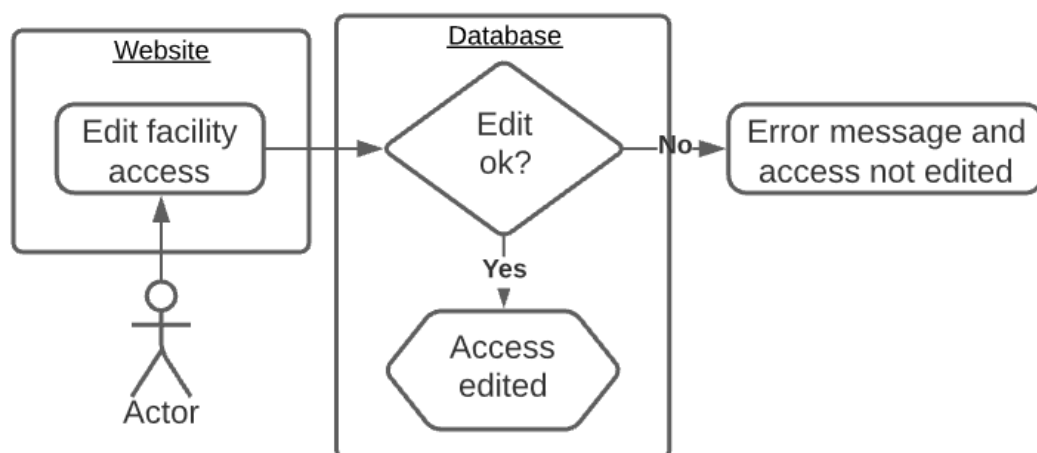 Website
Edit facility
access
Actor
Database
Edit
ok?
Yes
Access
edited
No
Error message and
access not edited